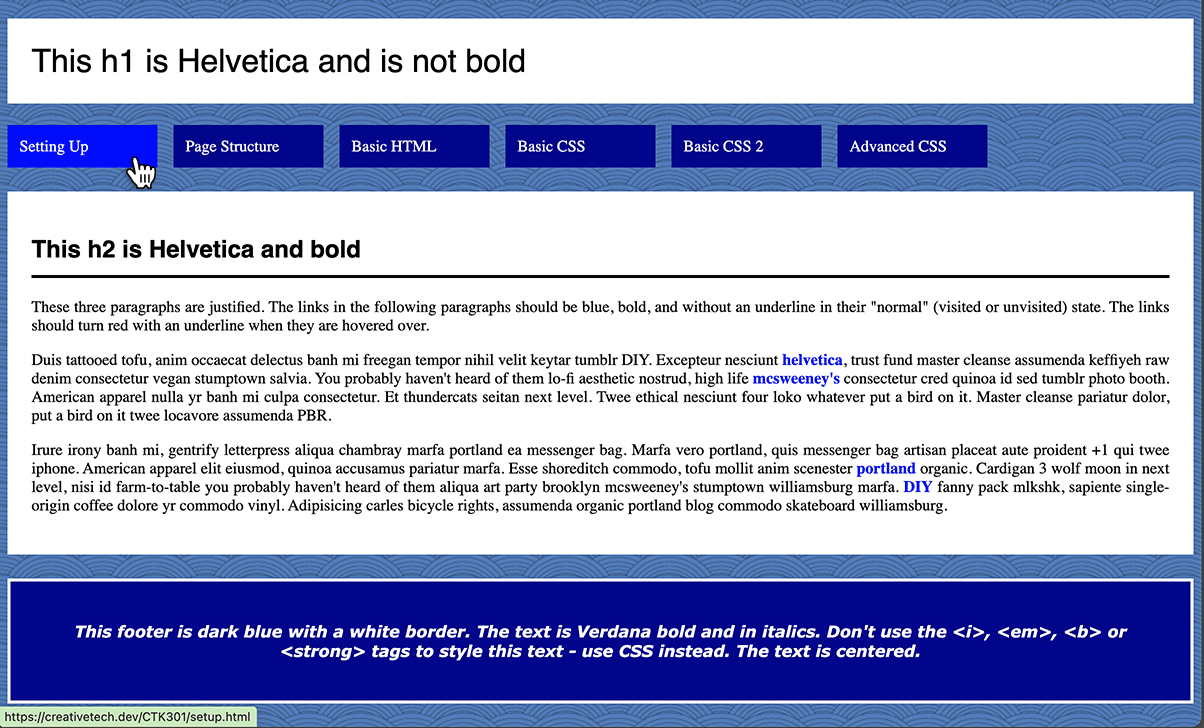 This h1 is Helvetica and is not bold
Setting Up
Page Structure
Basic HTML
Basic CSS
Basic CSS 2
Advanced CSS
This h2 is Helvetica and bold
These three paragraphs are justified. The links in the following paragraphs should be blue, bold, and without an underline in their "normal" (visited or unvisited) state. The links
should turn red with an underline when they are hovered over.
Duis tattooed tofu, anim occaecat delectus banh mi freegan tempor nihil velit keytar tumblr DIY. Excepteur nesciunt helvetica, trust fund master cleanse assumenda keffiyeh raw
denim consectetur vegan stumptown salvia. You probably haven't heard of them lo-fi aesthetic nostrud, high life mcsweeney's consectetur cred quinoa id sed tumblr photo booth.
American apparel nulla yr banh mi culpa consectetur. Et thundercats seitan next level. Twee ethical nesciunt four loko whatever put a bird on it. Master cleanse pariatur dolor,
put a bird on it twee locavore assumenda PBR.
Irure irony banh mi, gentrify letterpress aliqua chambray marfa portland ea messenger bag. Marfa vero portland, quis messenger bag artisan placeat aute proident +1 qui twee
iphone. American apparel elit eiusmod, quinoa accusamus pariatur marfa. Esse shoreditch commodo, tofu mollit anim scenester portland organic. Cardigan 3 wolf moon in next
level, nisi id farm-to-table you probably haven't heard of them aliqua art party brooklyn mcsweeney's stumptown williamsburg marfa. DIY fanny pack mlkshk, sapiente single-
origin coffee dolore yr commodo vinyl. Adipisicing carles bicycle rights, assumenda organic portland blog commodo skateboard williamsburg.
This footer is dark blue with a white border. The text is Verdana bold and in italics. Don't use the <i>, <em>, <b> or
<strong> tags to style this text - use CSS instead. The text is centered.
https://creativetech.dev/CTK301/setup.html